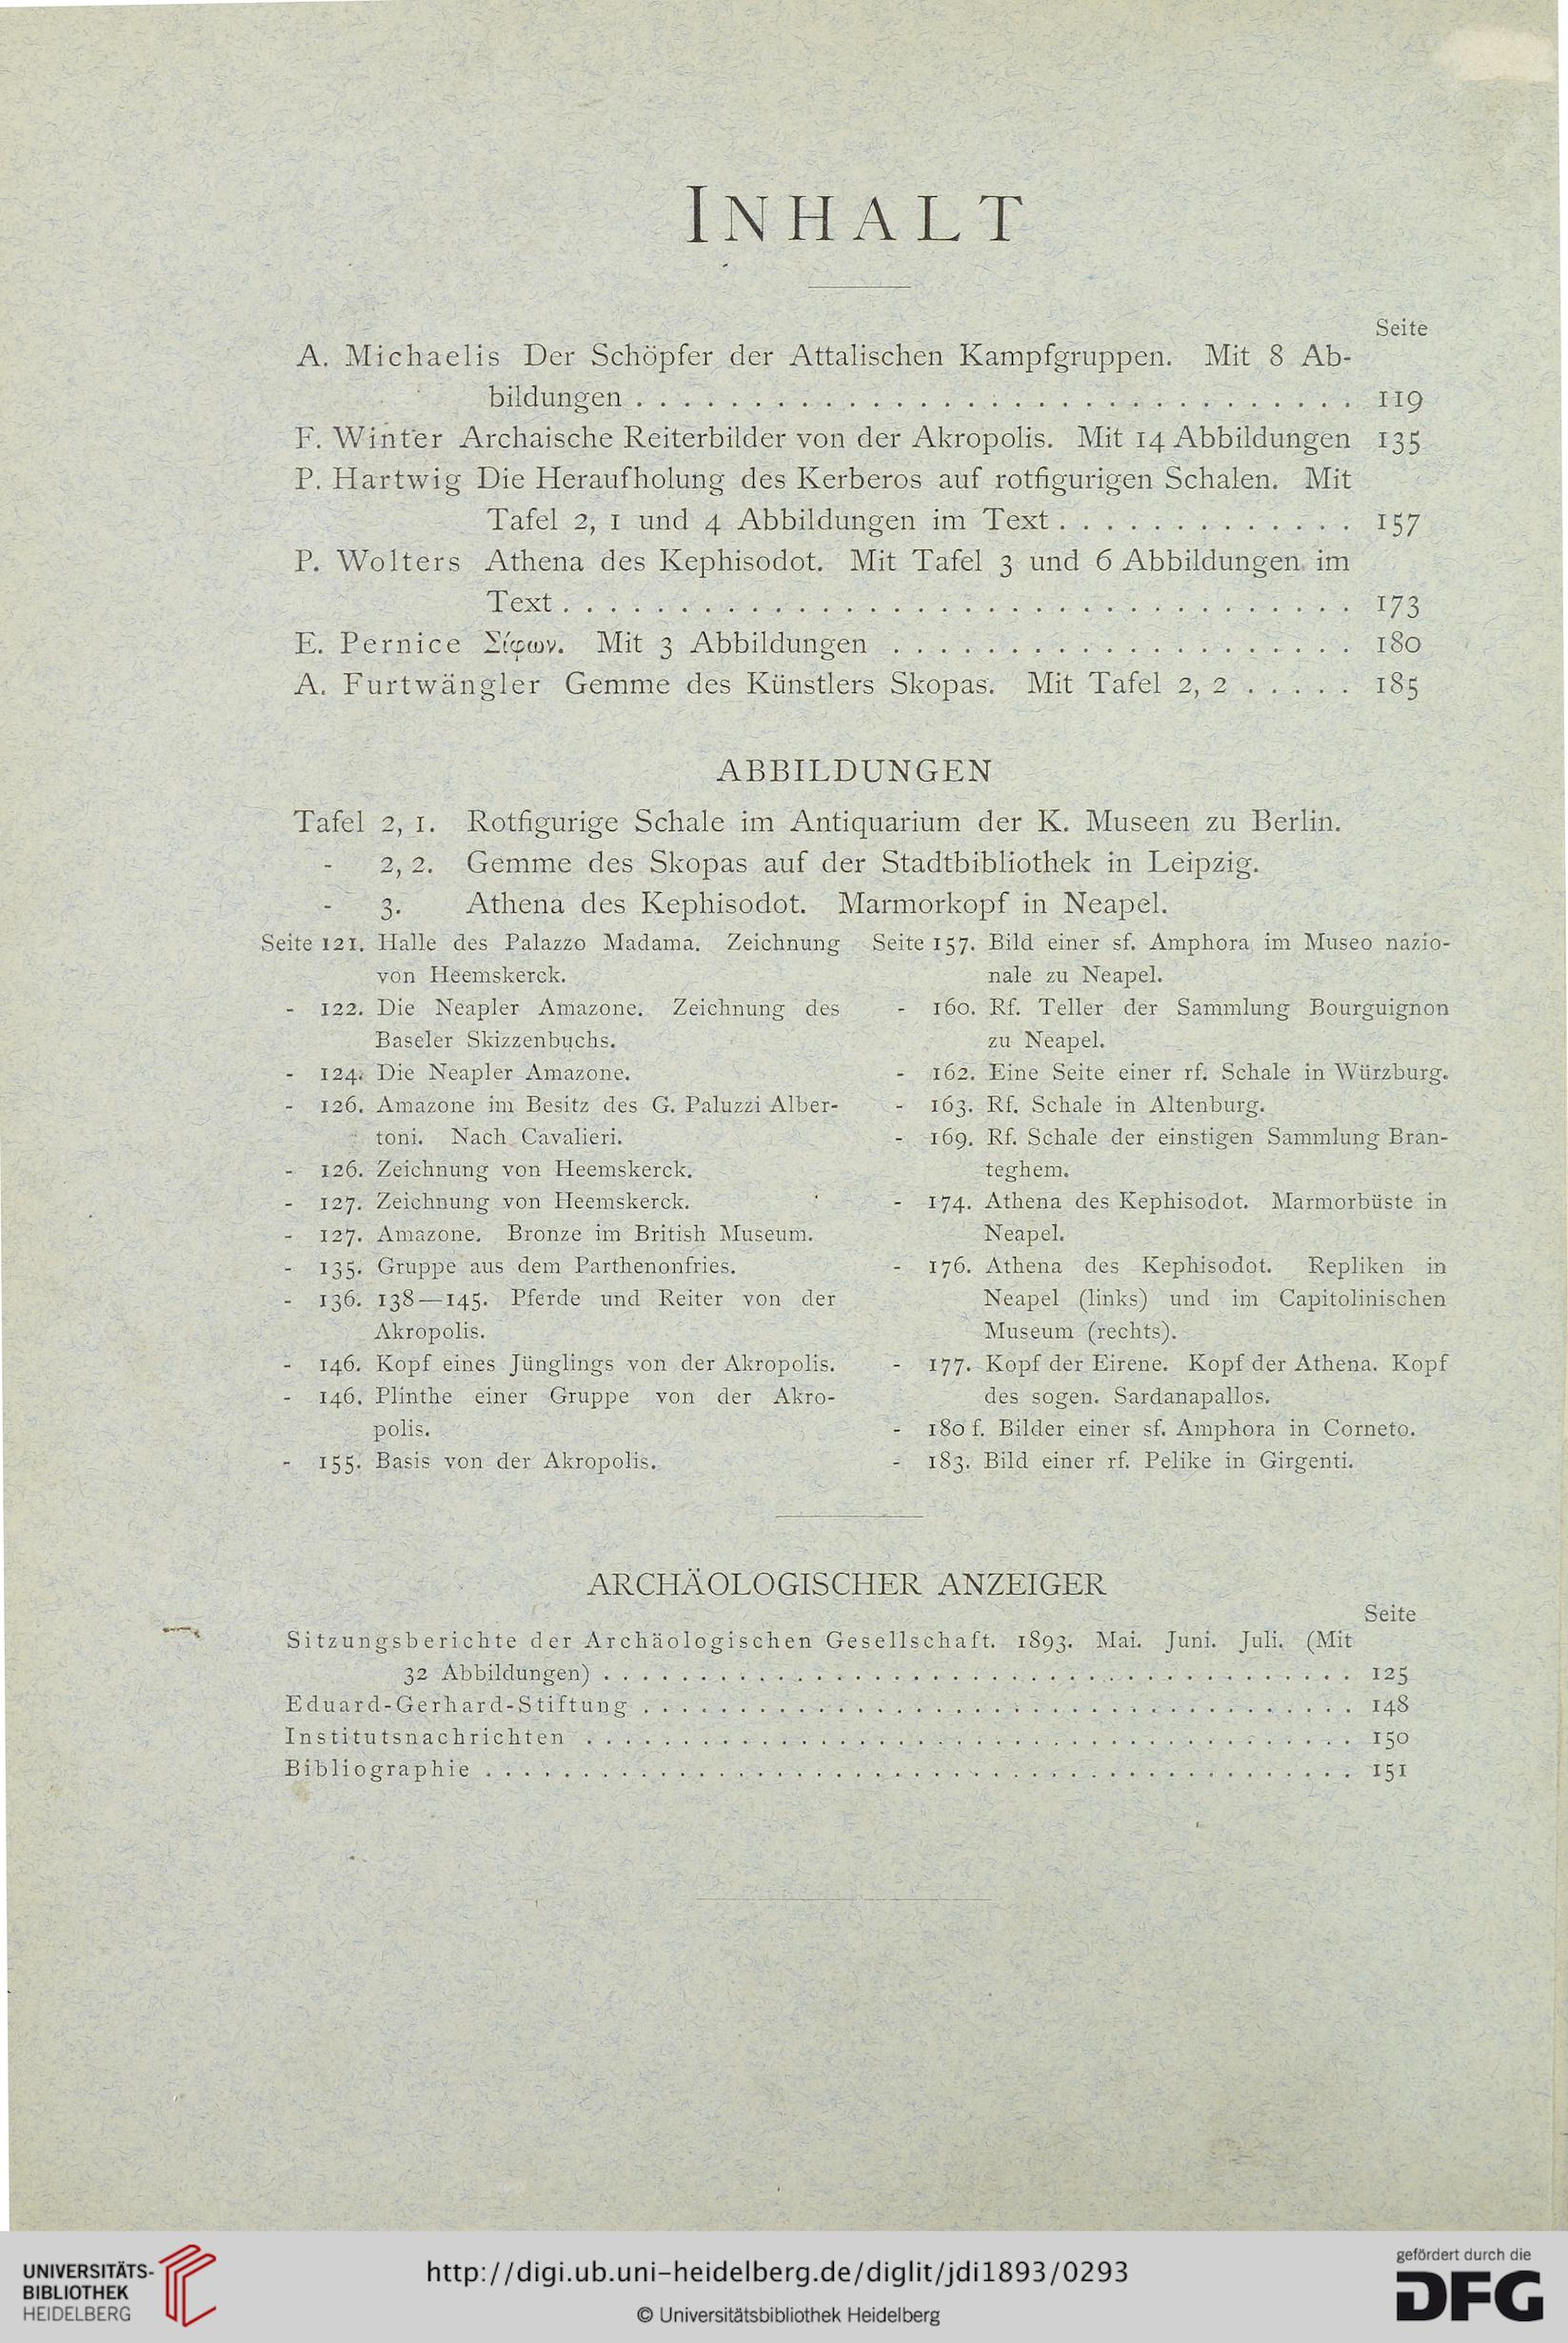 INHALT
Seite
A. Michaelis Der Schöpfer der Attalischen Kampfgruppen. Mit 8 Ab-
bildungen . . . . . . . . . . . . . . . . . . . . . . . . . . . . . . . 119
F. Winter Archaische Reiterbilder von der Akropolis. Mit 14 Abbildungen 135
P. Hartwig Die Heraufholung des Kerberos auf rotfigurigen Schalen. Mit
Tafel 2, 1 und 4 Abbildungen im Text . . . . . . . . . . . . . 157
P. Wolters Athena des Kephisodot. Mit Tafel 3 und 6 Abbildungen im
Text . . . . . . . . . . . . . . . . . . . . . . . . . . . . . . . . . . 173
E. Pernice Σίφων. Mit 3 Abbildungen . . . . . . . . . . . . . . . . . . . . 180
A. Furtwängler Gemme des Künstlers Skopas. Mit Tafel 2, 2 . . . . . 185
ABBILDUNGEN
Tafel 2, 1. Rotfigurige Schale im Antiquarium der K. Museen zu Berlin.
- 2, 2. Gemme des Skopas auf der Stadtbibliothek in Leipzig.
- 3. Athena des Kephisodot. Marmorkopf in Neapel.
Seite 121. Halle des Palazzo Madama. Zeichnung
von Heemskerck.
- 122. Die Neapler Amazone. Zeichnung des
Baseler Skizzenbuchs.
- 124. Die Neapler Amazone.
- 126. Amazone im Besitz des G. Paluzzi Alber-
toni. Nach Cavalieri.
- 126. Zeichnung von Heemskerck.
- 127. Zeichnung von Heemskerck.
- 127. Amazone. Bronze im British Museum.
- 135. Gruppe aus dem Parthenonfries.
- 136. 138—145. Pferde und Reiter von der
Akropolis.
- 146. Kopf eines Jünglings von der Akropolis.
- 146. Plinthe einer Gruppe von der Akro-
polis.
- 155. Basis von der Akropolis.
Seite 157. Bild einer sf. Amphora im Museo nazio-
nale zu Neapel.
- 160. Rf. Teller der Sammlung Bourguignon
zu Neapel.
- 162. Eine Seite einer rf. Schale in Würzburg.
- 163. Rf. Schale in Altenburg.
- 169. Rf. Schale der einstigen Sammlung Bran-
teghem.
- 174. Athena des Kephisodot. Marmorbüste in
Neapel.
- 176. Athena des Kephisodot. Repliken in
Neapel (links) und im Capitolinischen
Museum (rechts).
- 177. Kopf der Eirene. Kopf der Athena. Kopf
des sogen. Sardanapallos.
- 180 f. Bilder einer sf. Amphora in Corneto.
- 183. Bild einer rf. Pelike in Girgenti.
ARCHÄOLOGISCHER ANZEIGER
Seite
Sitzungsberichte der Archäologischen Gesellschaft. 1893. Mai. Juni. Juli. (Mit
32 Abbildungen) . . . . . . . . . . . . . . . . . . . . . . . . . . . . . . . . 125
Eduard-Gerhard-Stiftung . . . . . . . . . . . . . . . . . . . . . . . . . . . . . . 148
Institutsnachrichten . . . . . . . . . . . . . . . . . . . . . . . . . . . . . . . . . 150
Bibliographie . . . . . . . . . . . . . . . . . . . . . . . . . . . . . . . . . . . . . 151
UNIVERSITÄTS-
BIBLIOTHEK
HEIDELBERG
http://digi.ub.uni-heidelberg.de/diglit/jdi1893/0293
© Universitätsbibliothek Heidelberg
gefördert durch die
DFG